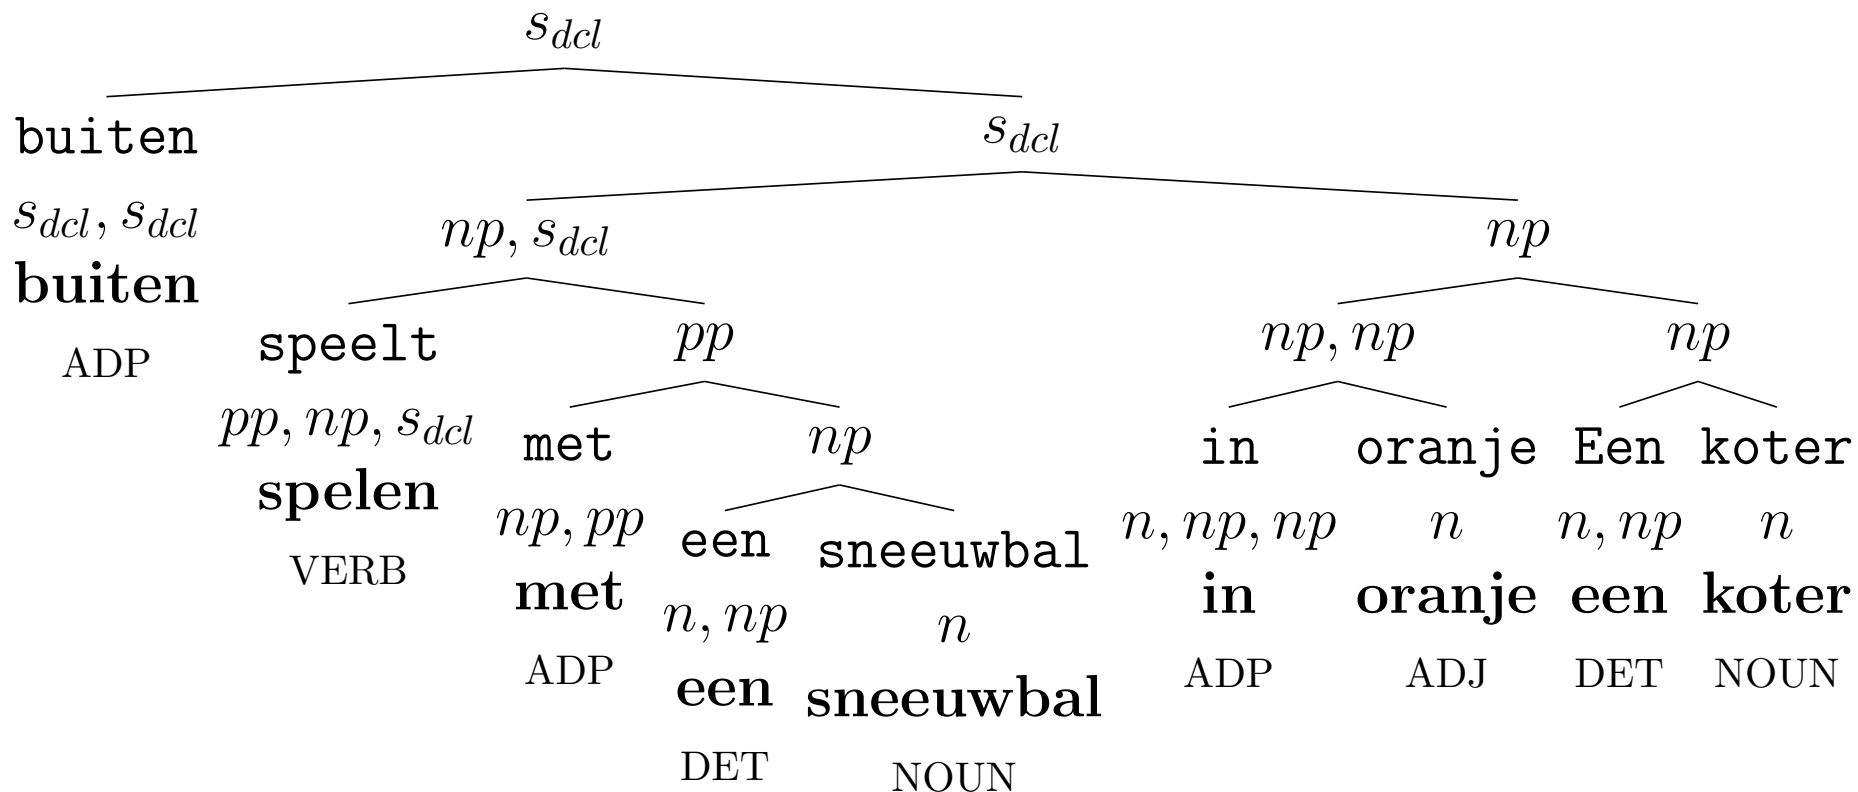 s_dcl
buiten s_dcl
s_dcl, s_dcl np, s_dcl np
buiten
ADP speelt pp np, np np
pp, np, s_dcl met np in oranje Een koter
spelen np, pp een sneeuwbal n, np, np n n, np n
VERB met n, np n in oranje een koter
ADP een sneeuwbal ADP ADJ DET NOUN
DET NOUN